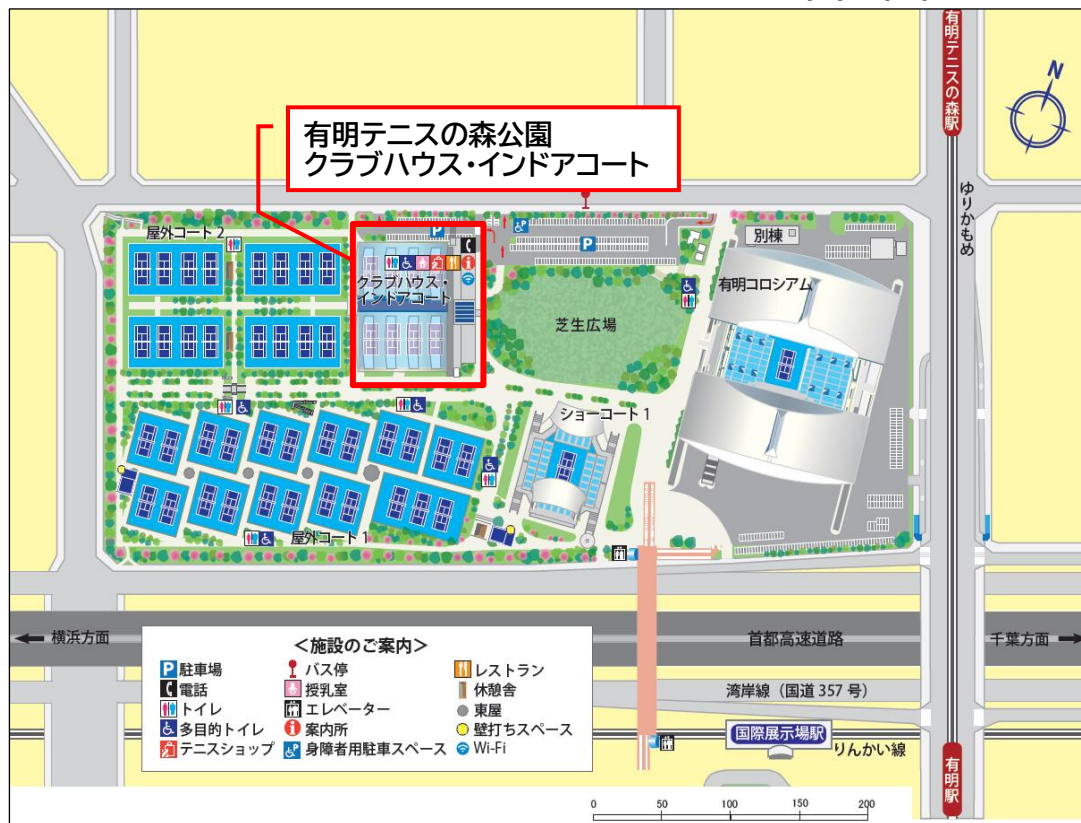 有明テニスの森駅
N
有明テニスの森公園
クラブハウス・インドアコート
ゆりかもめ
屋外コート 2
P
P
別棟
クラブハウス・
インドアコート
芝生広場
有明コロシアム
ショーコート 1
屋外コート 1
横浜方面
首都高速道路
千葉方面
湾岸線（国道 357 号）
国際展示場駅
りんかい線
有明駅
＜施設のご案内＞
P 駐車場
電話
トイレ
多目的トイレ
テニスショップ
バス停
授乳室
エレベーター
案内所
身障者用駐車スペース
レストラン
休憩舎
東屋
壁打ちスペース
Wi-Fi
0 50 100 150 200